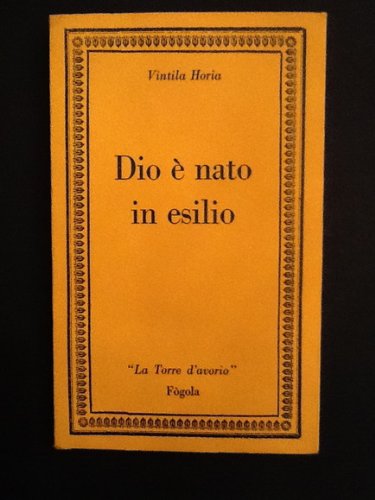 Vintila Horia
Dio è nato
in esilio
"La Torre d'avorio"
Fògola